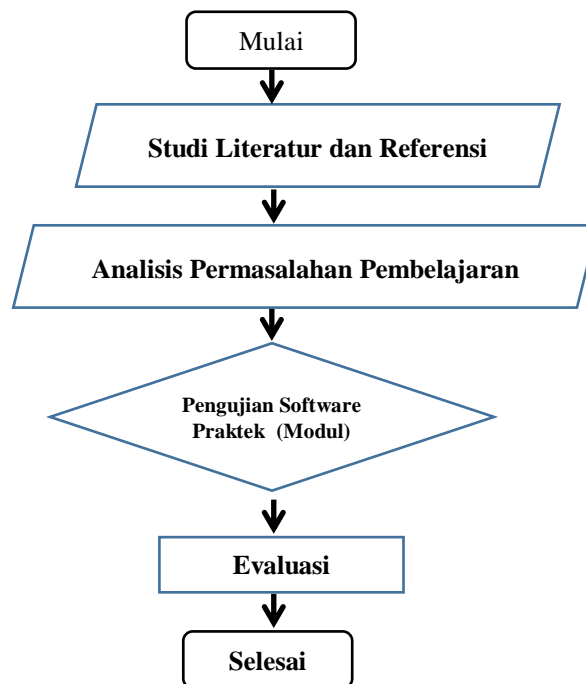 Mulai
Studi Literatur dan Referensi
Analisis Permasalahan Pembelajaran
Pengujian Software
Praktek (Modul)
Evaluasi
Selesai